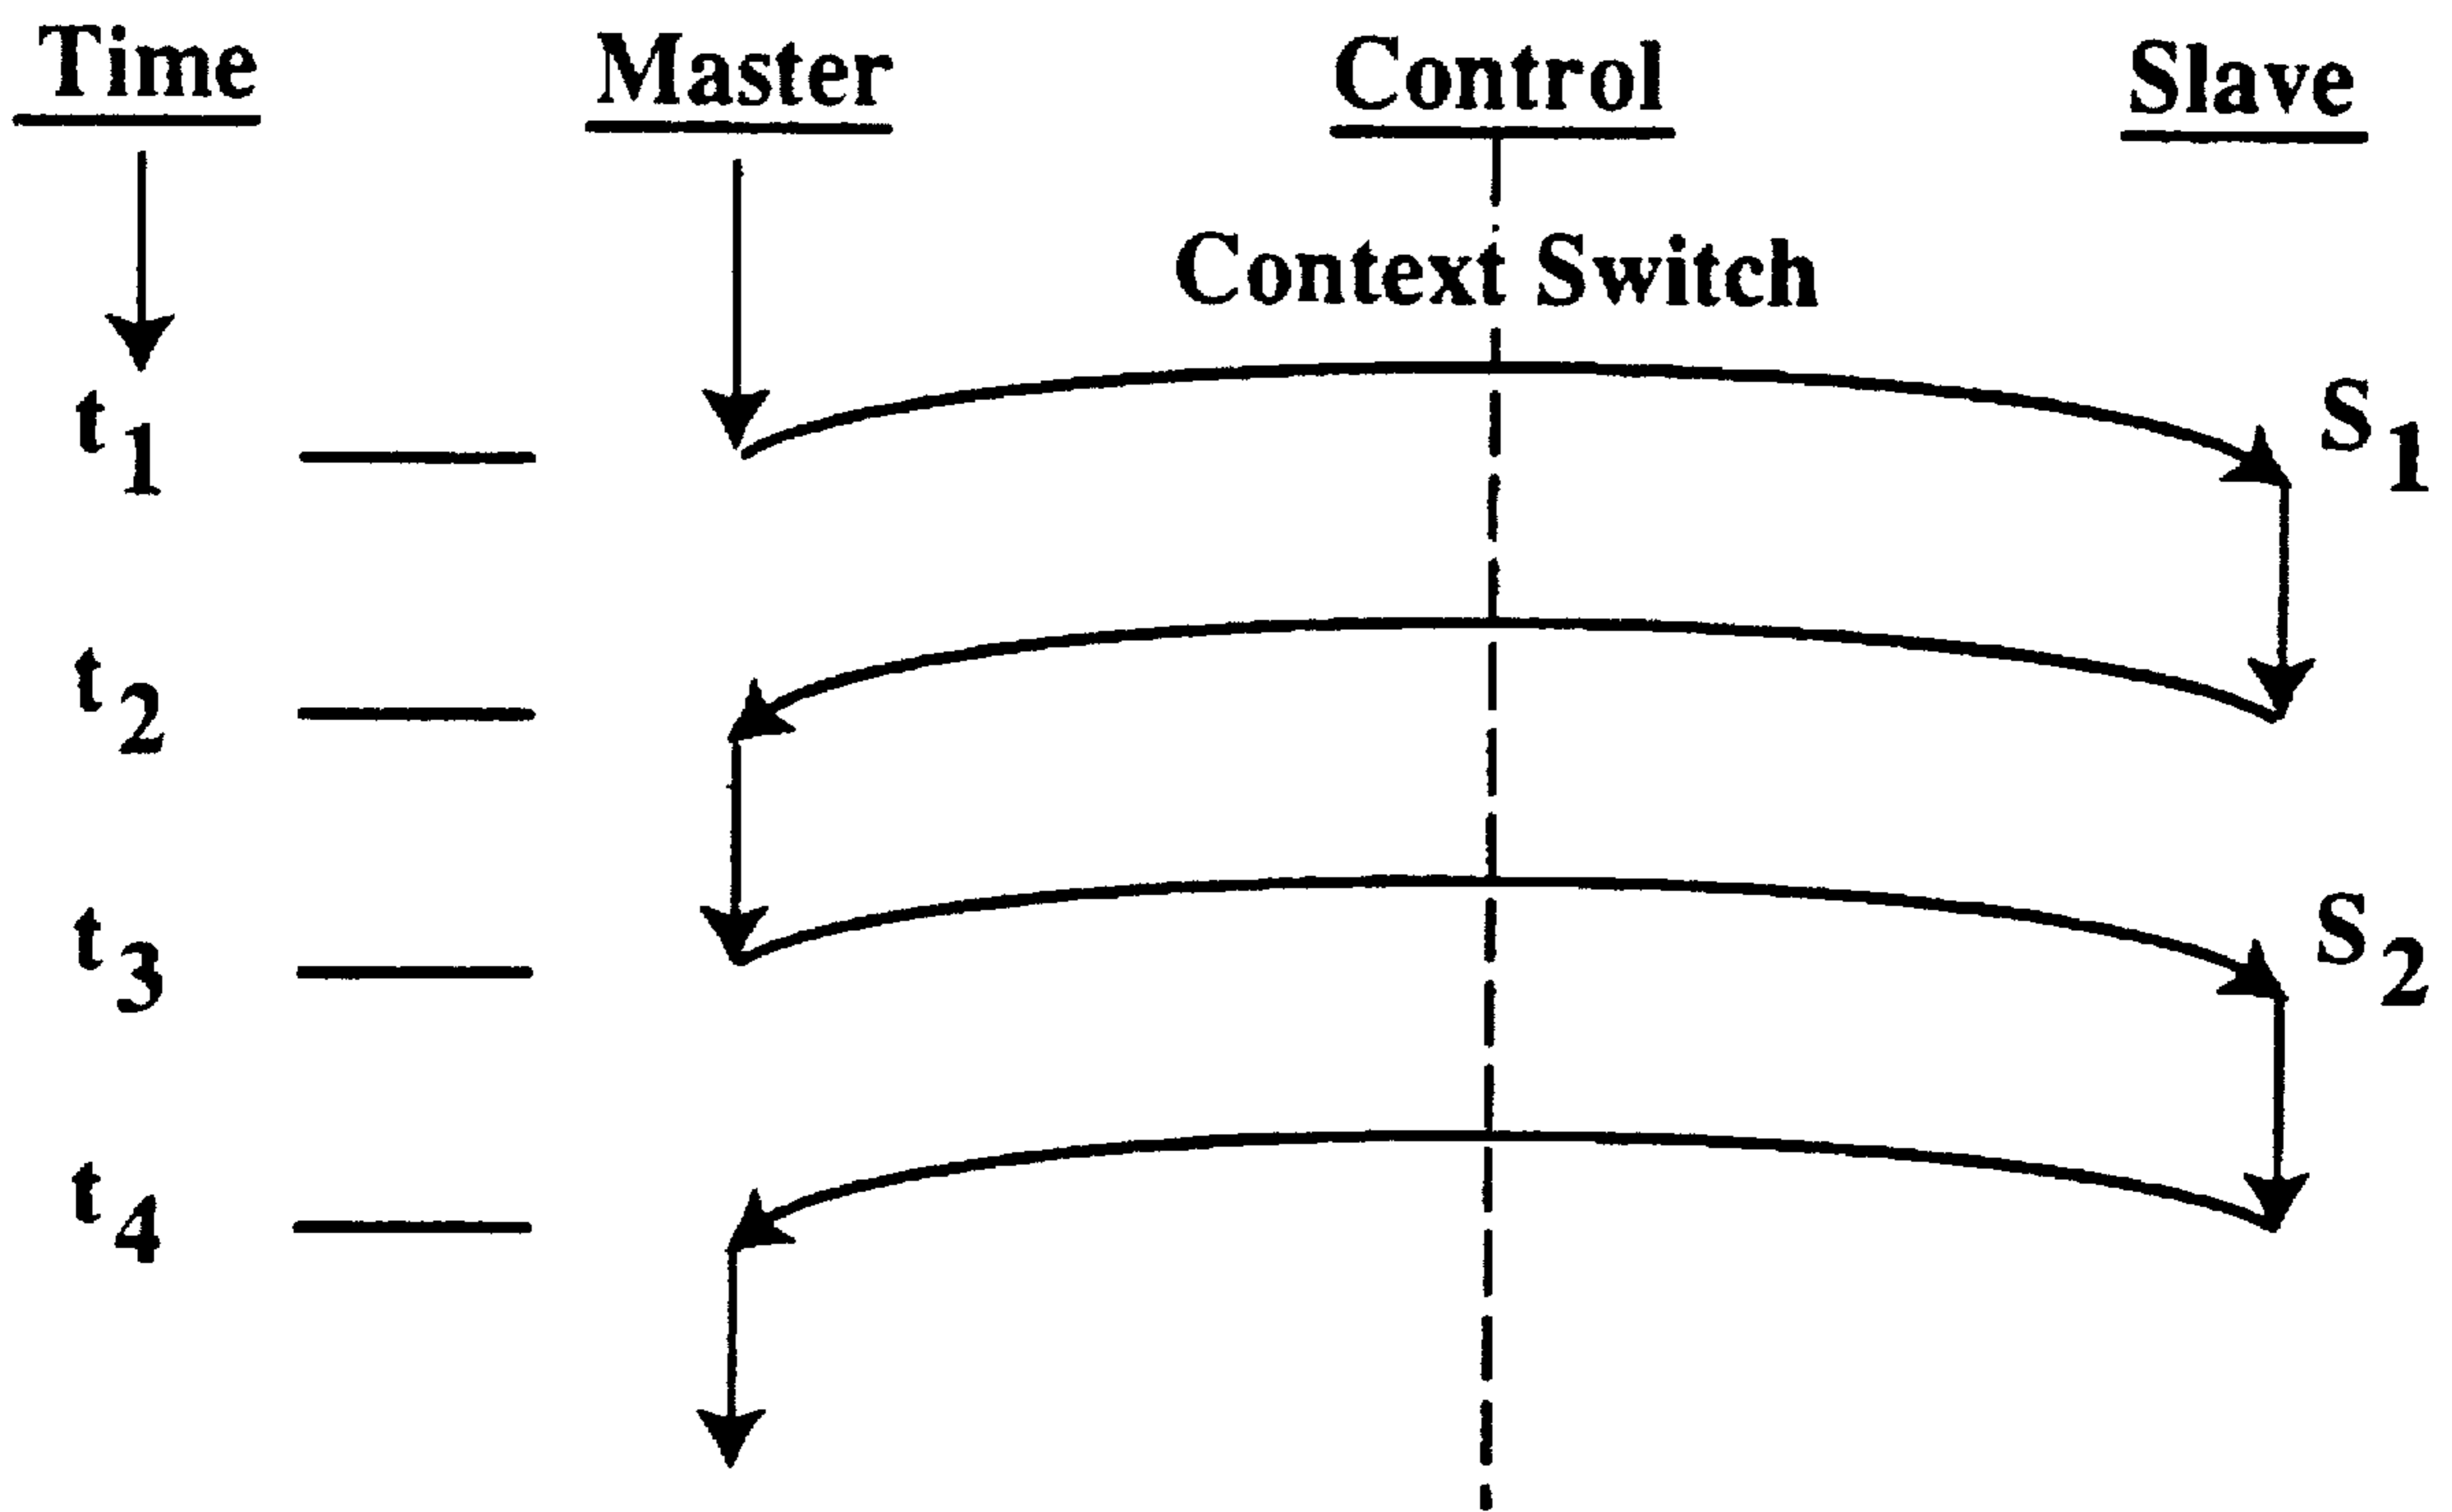 Time Master Control Slave
Context Switch
t1 S1
t2
t3 S2
t4